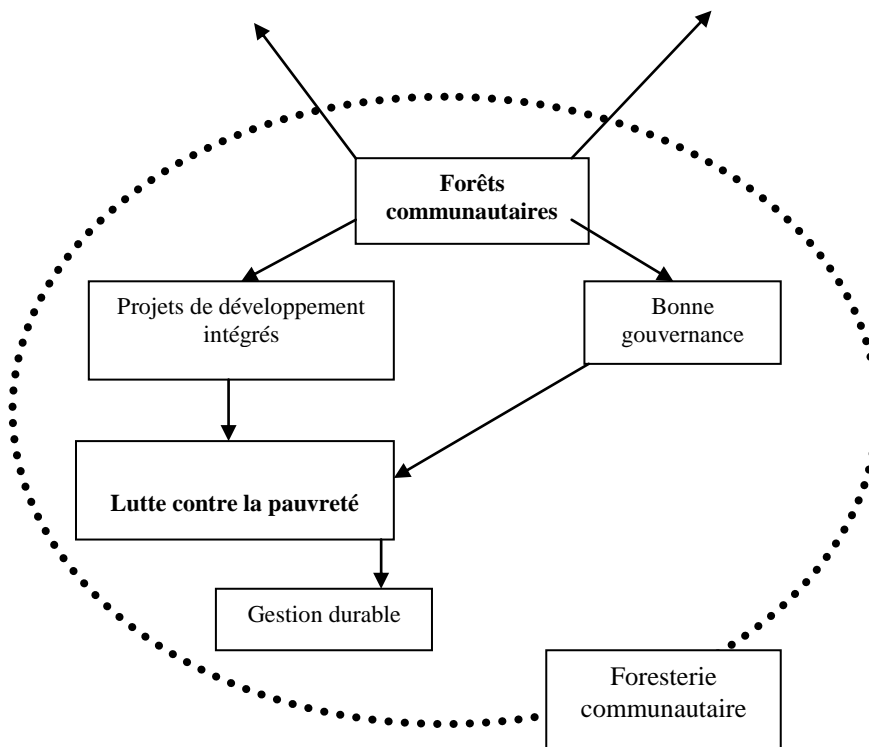 Forêts
communautaires
Projets de développement
intégrés
Bonne
gouvernance
Lutte contre la pauvreté
Gestion durable
Foresterie
communautaire